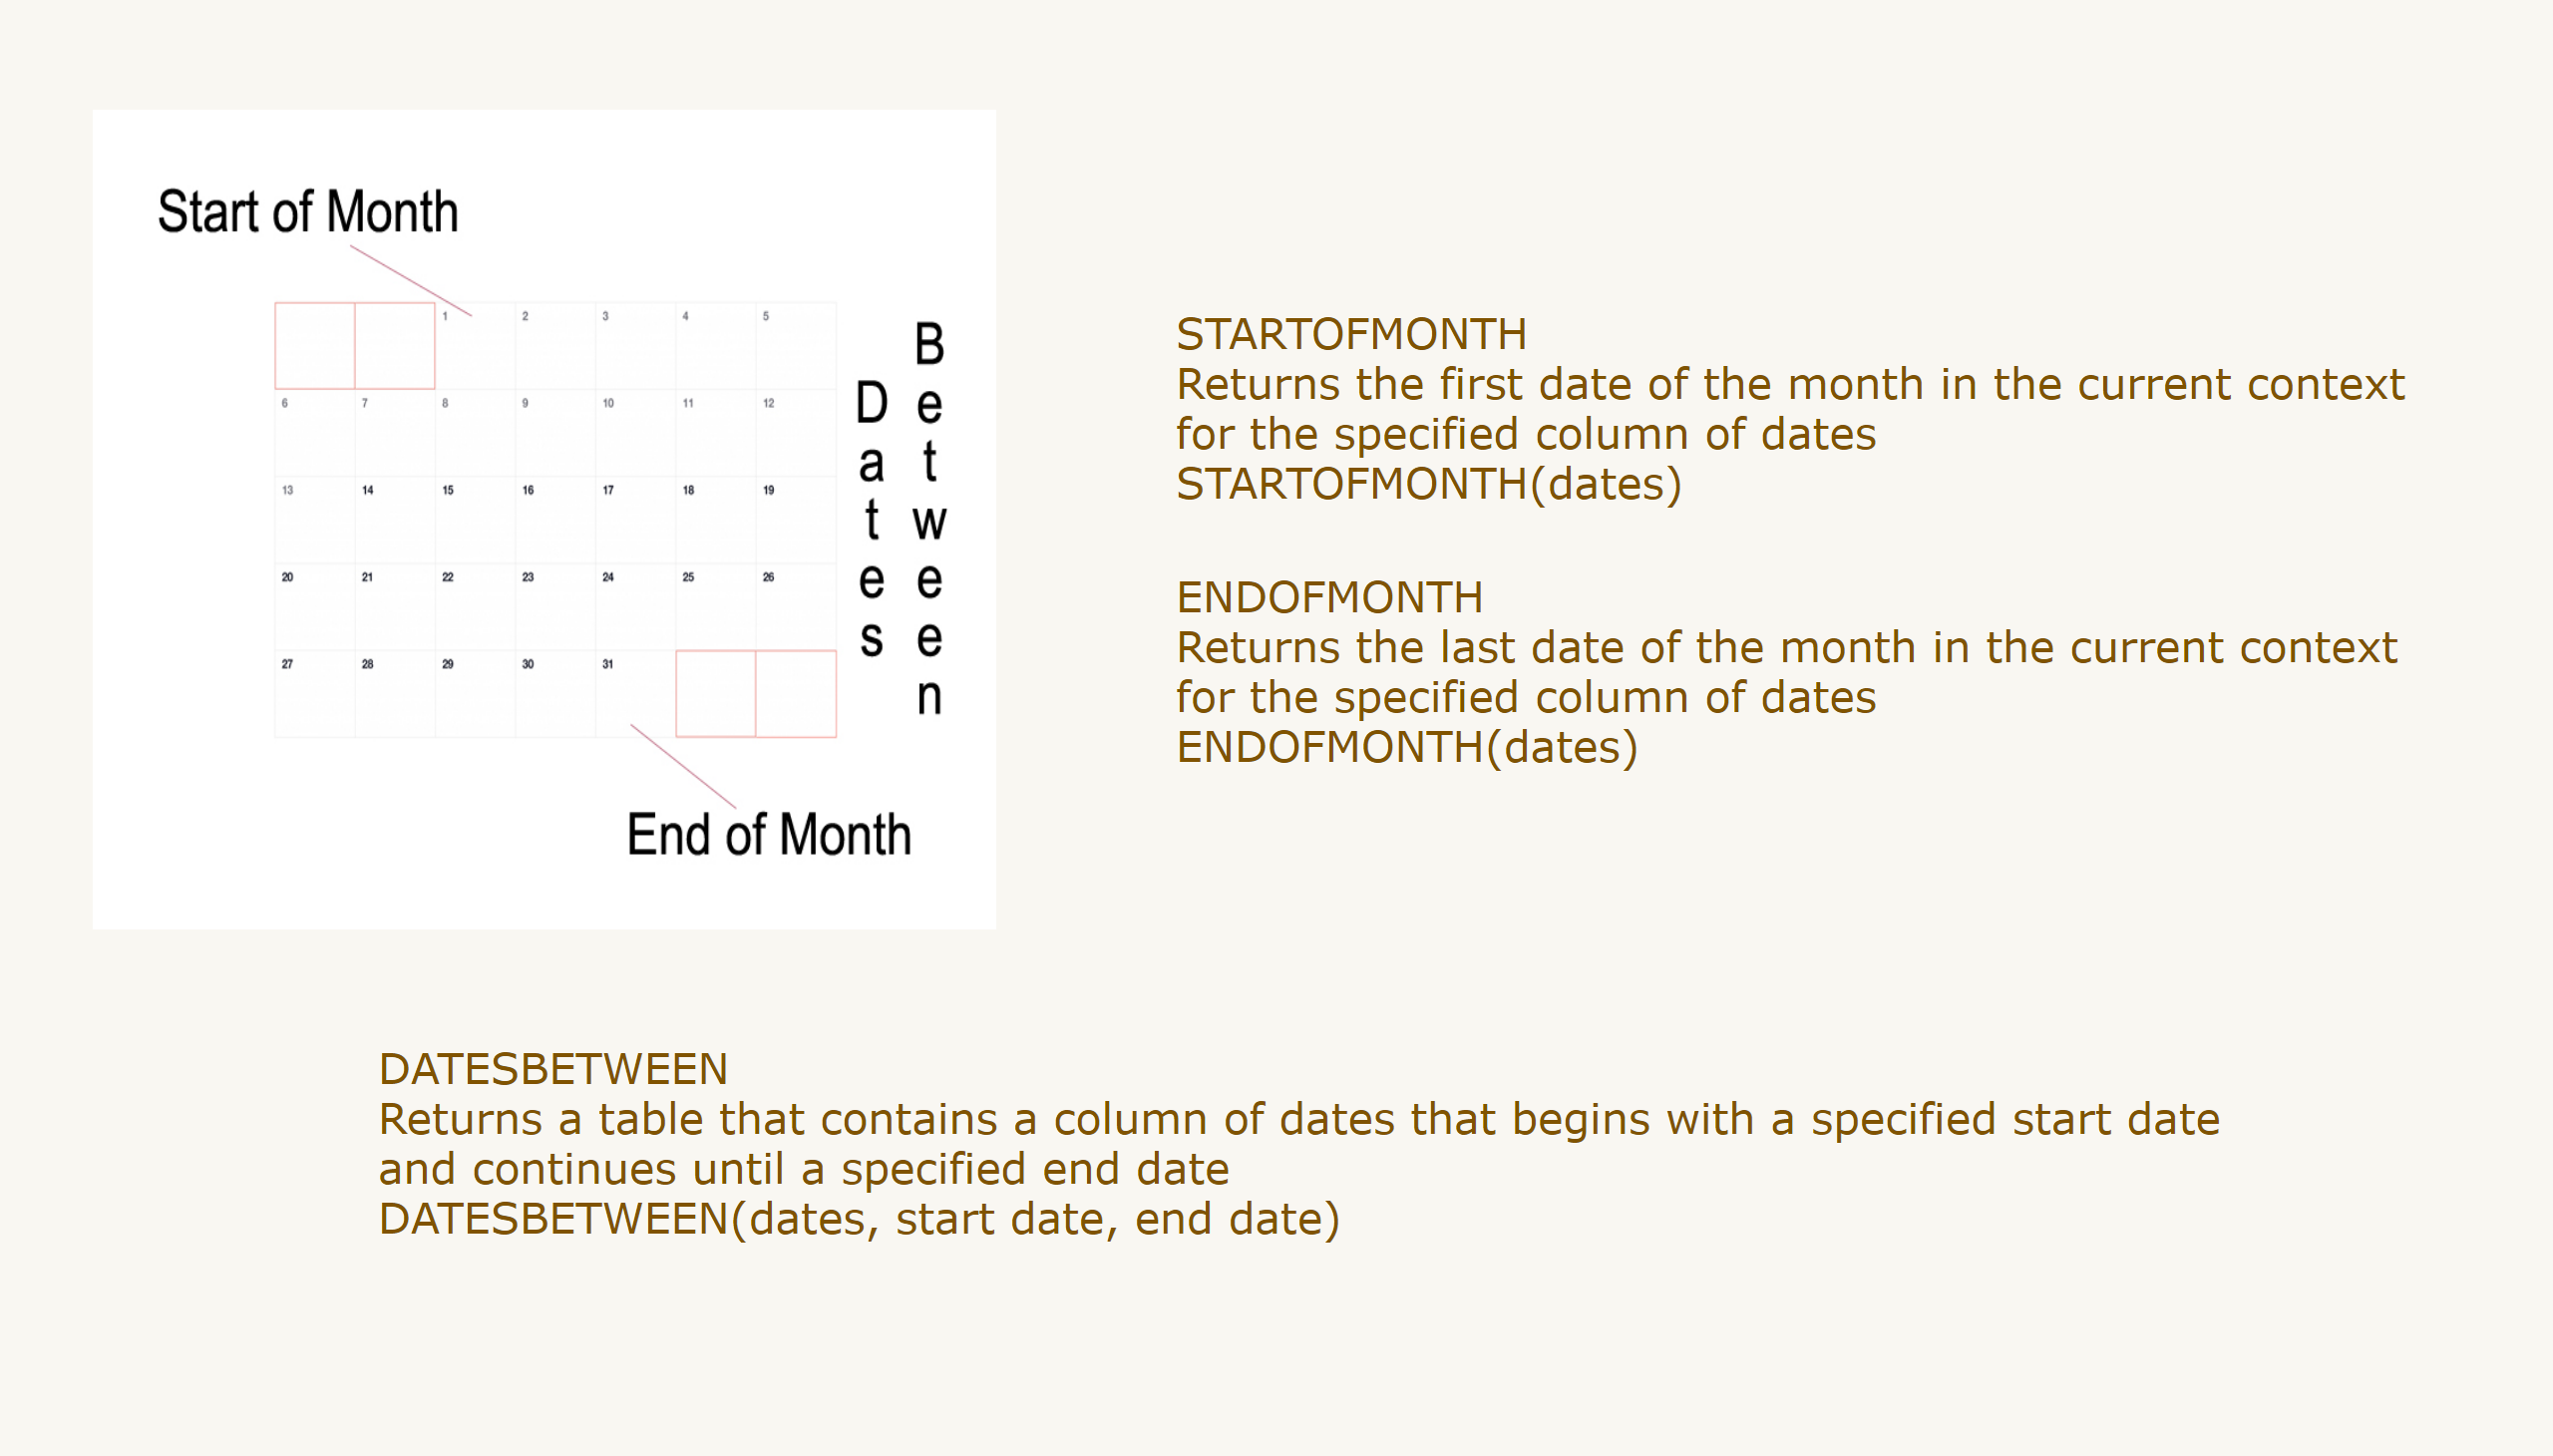 Start of Month
1 2 3 4 5
6 7 8 9 10 11 12
13 14 15 16 17 18 19
20 21 22 23 24 25 26
27 28 29 30 31
Dates
Between
End of Month
STARTOFMONTH
Returns the first date of the month in the current context
for the specified column of dates
STARTOFMONTH(dates)
ENDOFMONTH
Returns the last date of the month in the current context
for the specified column of dates
ENDOFMONTH(dates)
DATESBETWEEN
Returns a table that contains a column of dates that begins with a specified start date
and continues until a specified end date
DATESBETWEEN(dates, start date, end date)